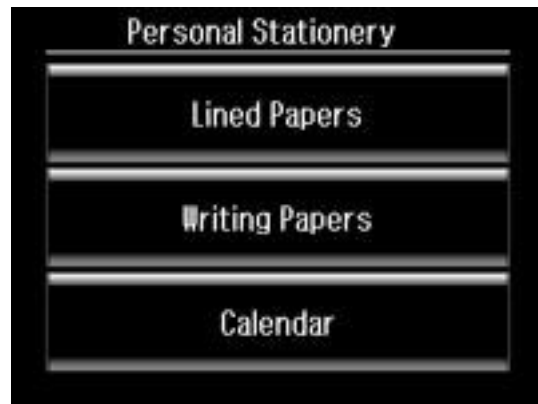 Personal Stationery
Lined Papers
Writing Papers
Calendar